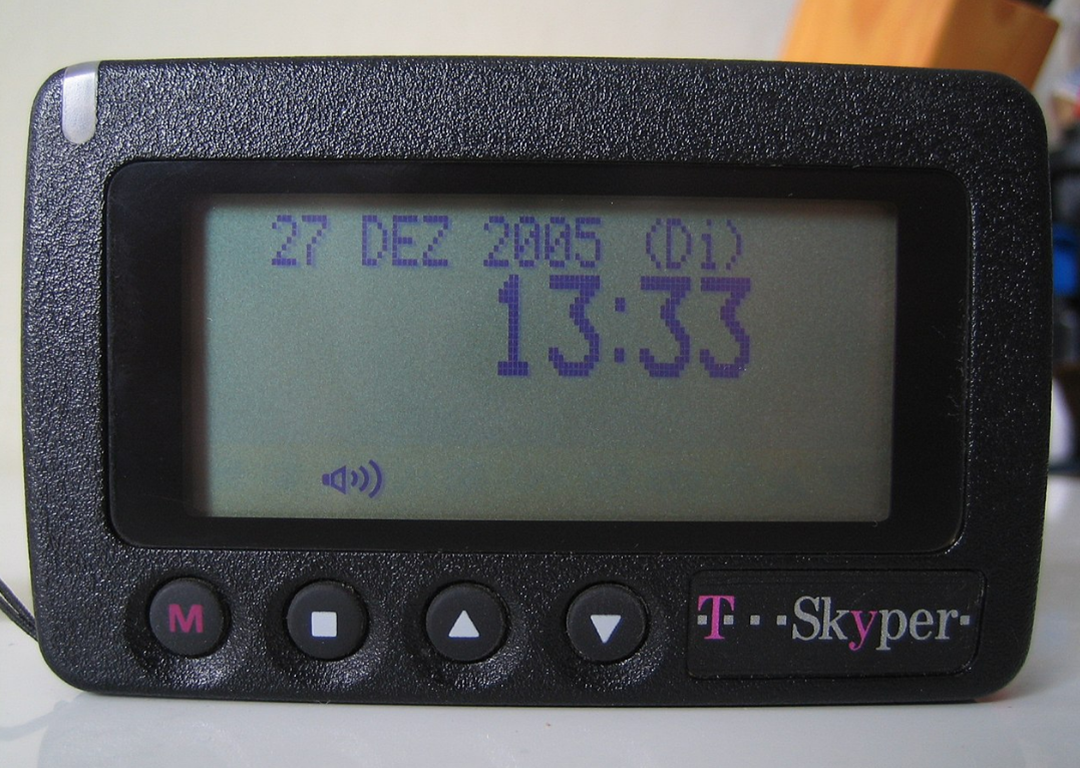 27 DEZ 2005 (Di)
13:33
M
T···Skyper·